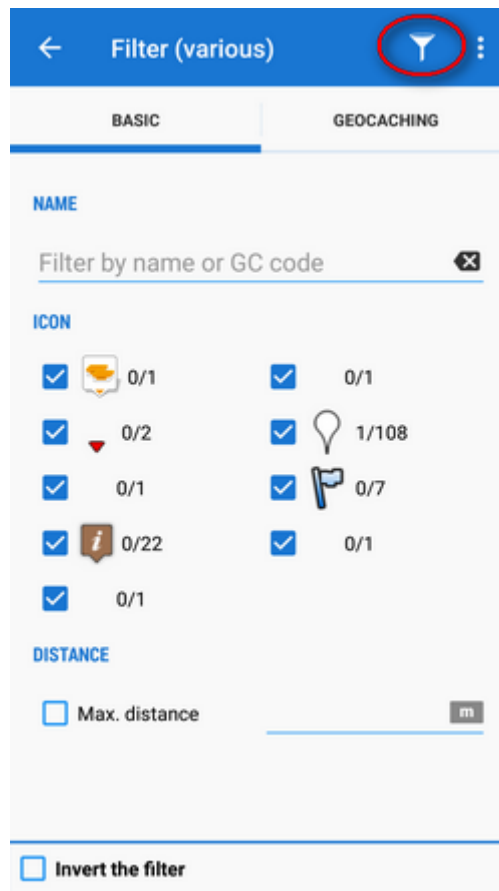 Filter (various)
BASIC GEOCACHING
NAME
Filter by name or GC code
ICON
0/1 0/1
0/2 1/108
0/1 0/7
i 0/22 0/1
0/1
DISTANCE
Max. distance m
Invert the filter